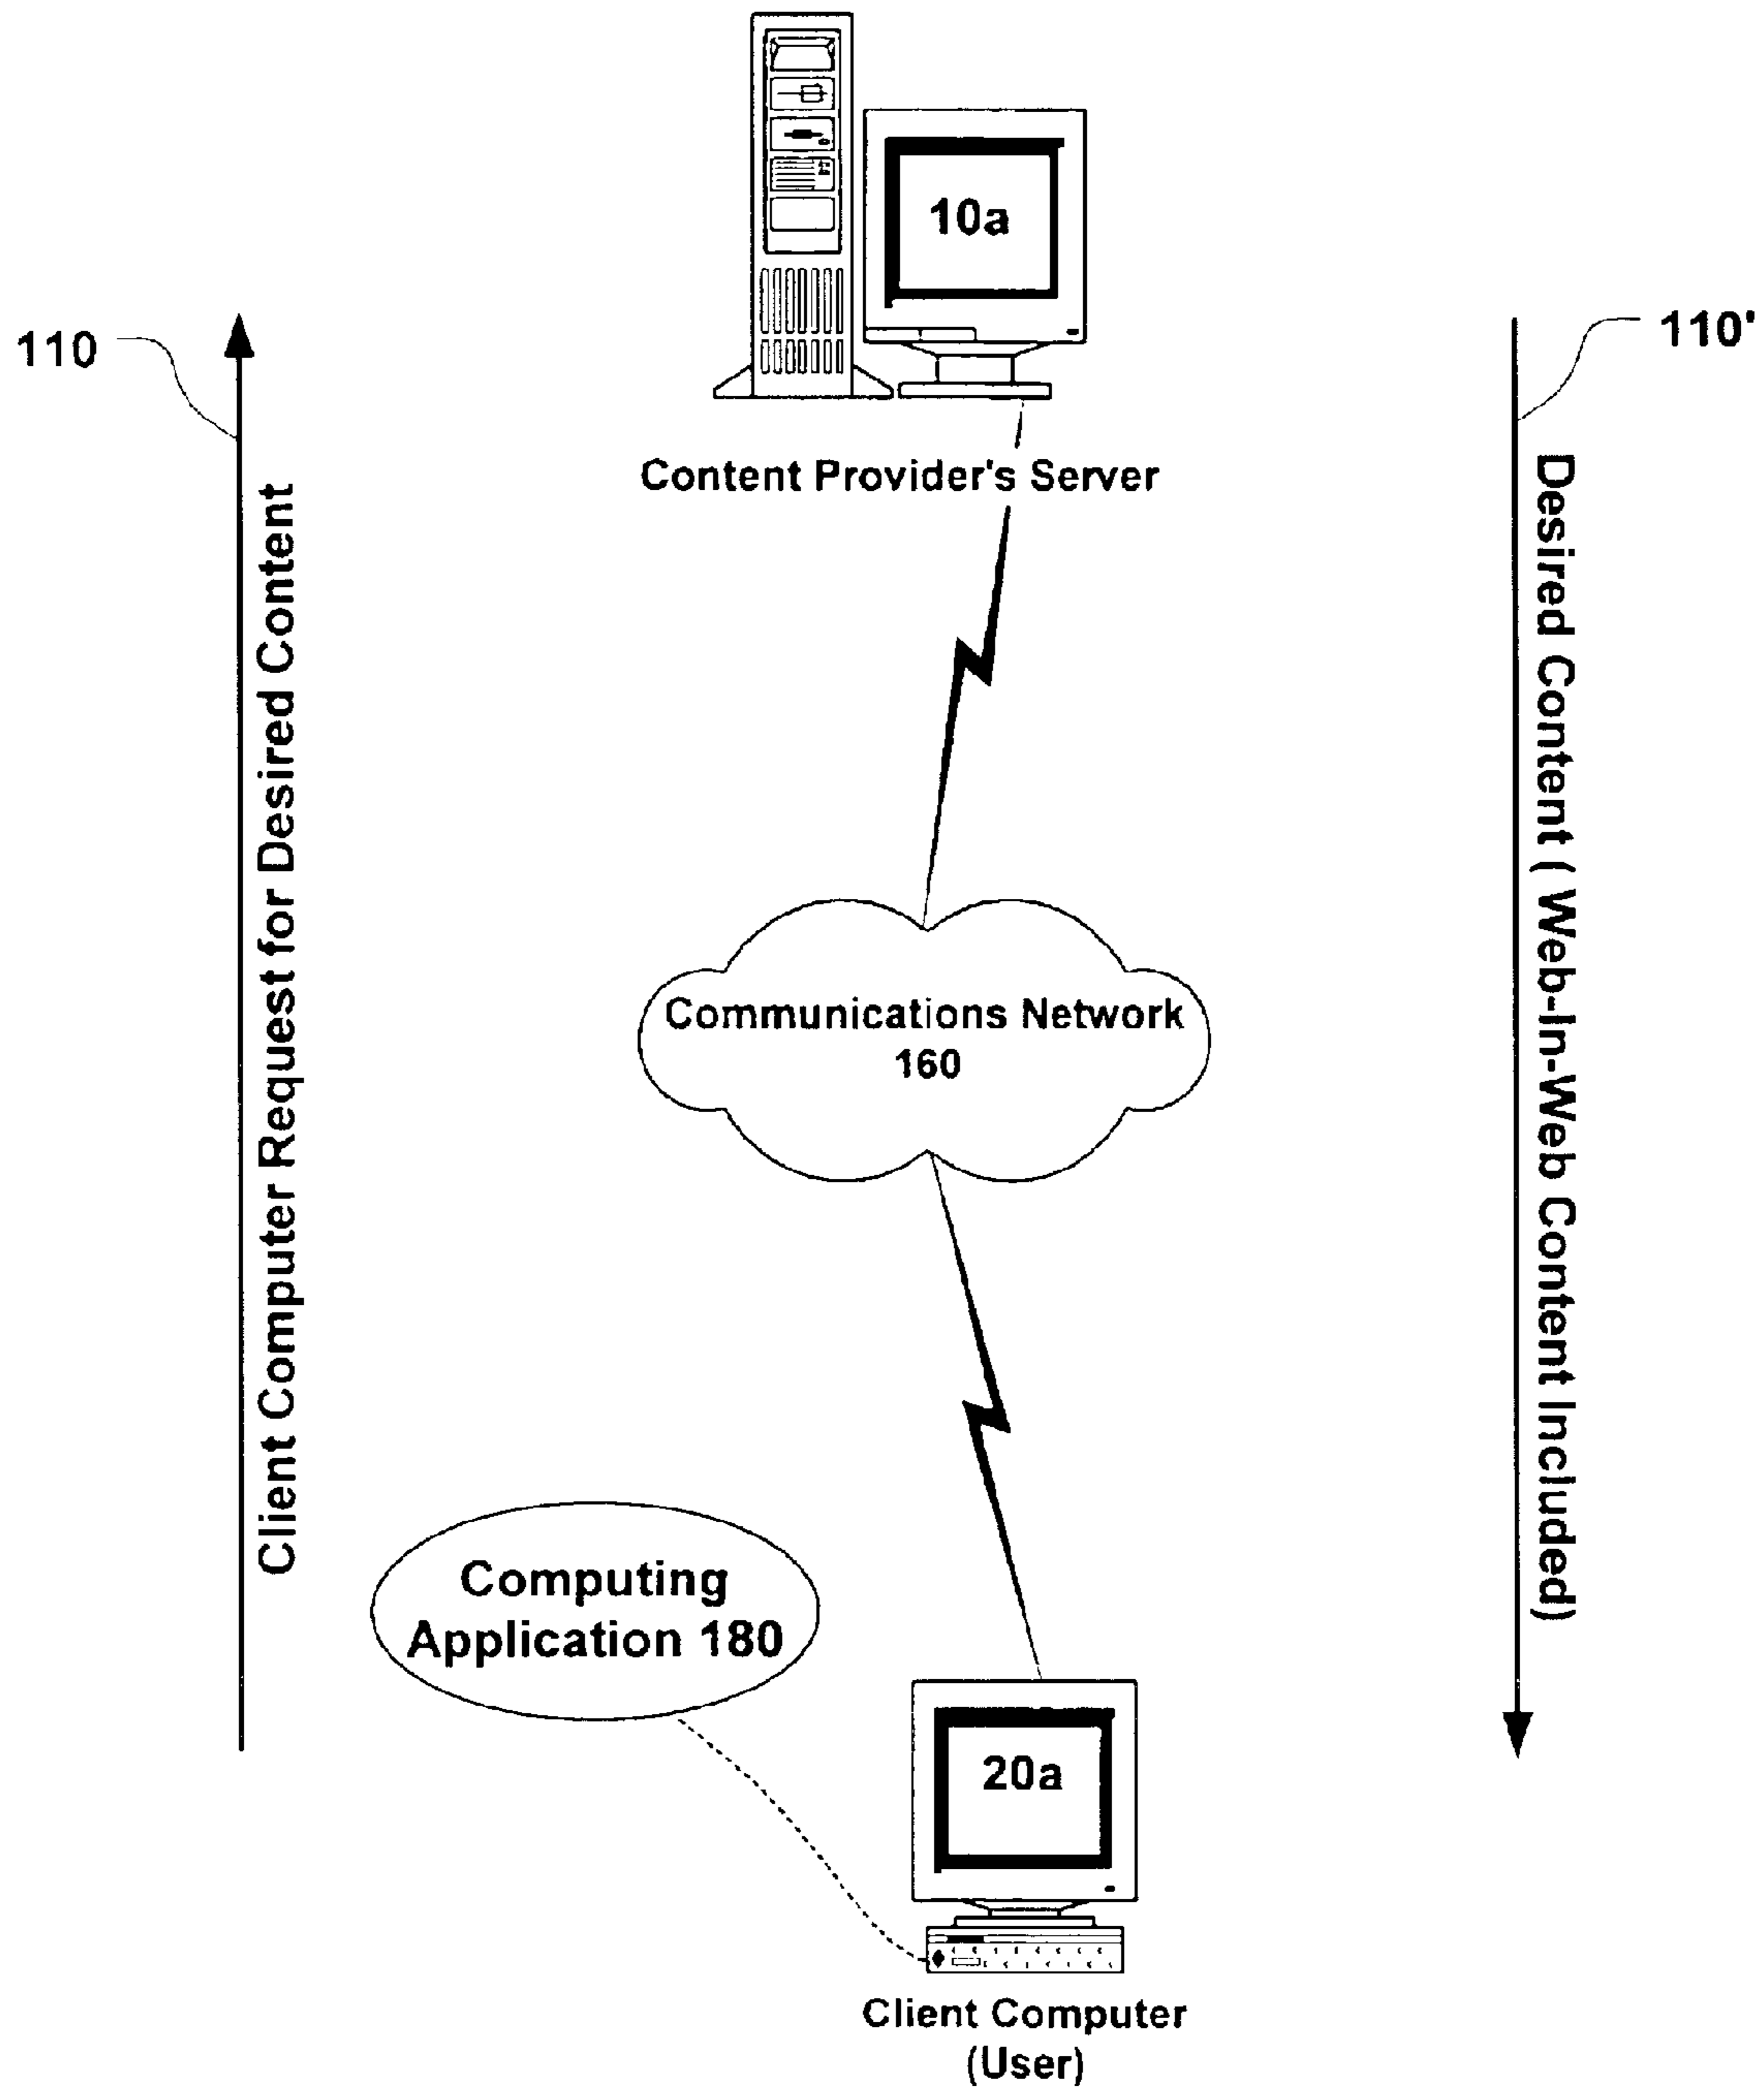 10a
110
110'
Content Provider's Server
Client Computer Request for Desired Content
Desired Content ( Web-In-Web Content Included)
Communications Network
160
Computing
Application 180
20a
Client Computer
(User)